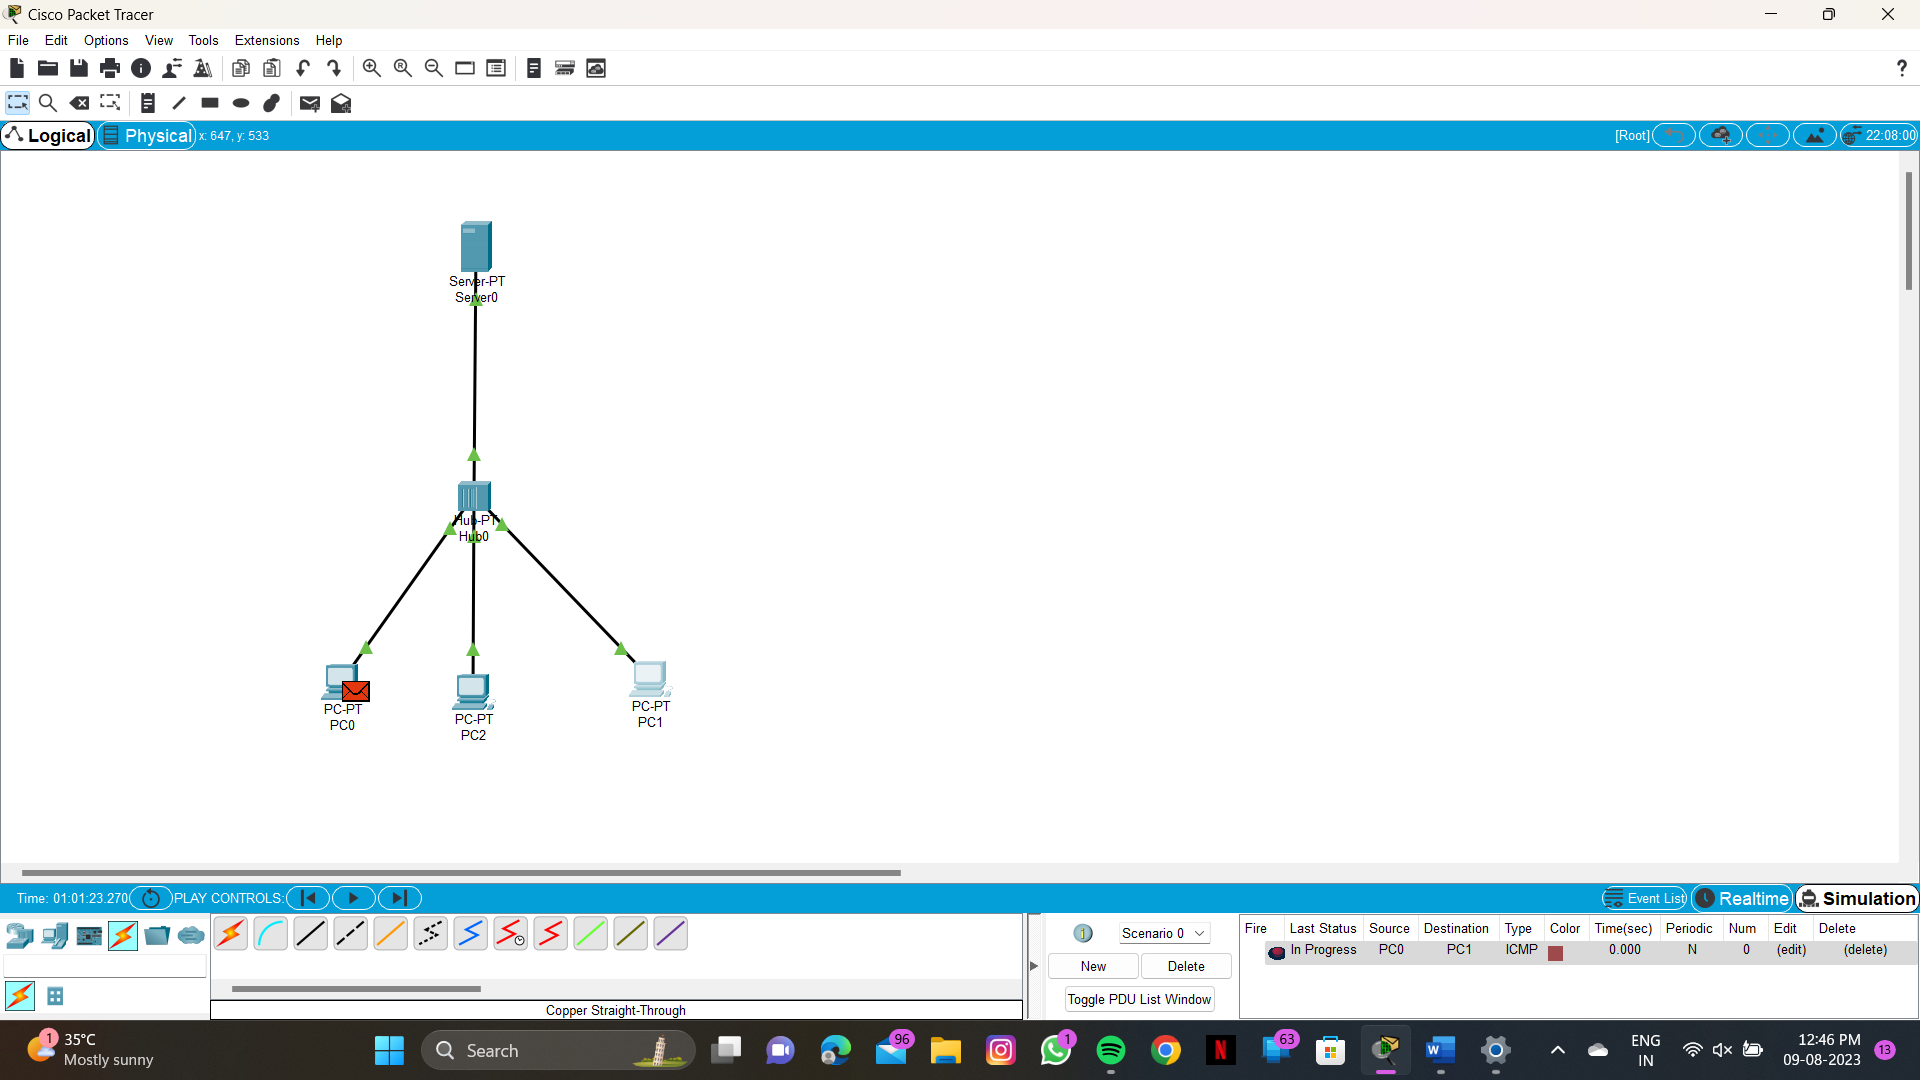 Cisco Packet Tracer
File Edit Options View Tools Extensions Help
?
Logical Physical x: 647, y: 533 [Root] 22:08:00
Server-PT
Server0
Hub-PT
Hub0
PC-PT
PC0
PC-PT
PC2
PC-PT
PC1
Time: 01:01:23.270 PLAY CONTROLS: Event List Realtime Simulation
Scenario 0
New Delete
Toggle PDU List Window
Fire Last Status Source Destination Type Color Time(sec) Periodic Num Edit Delete
In Progress PC0 PC1 ICMP 0.000 N 0 (edit) (delete)
Copper Straight-Through
1 35°C
Mostly sunny
Search
96
1
63
ENG
IN
12:46 PM
09-08-2023
13